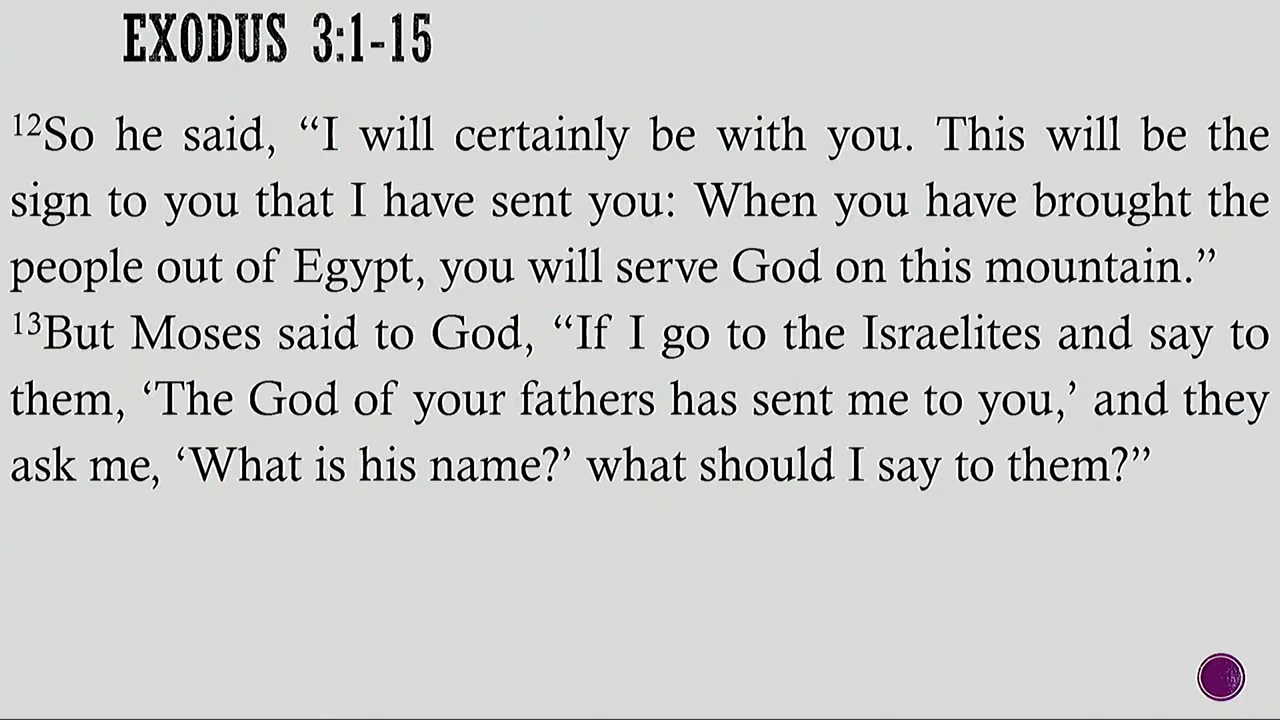 EXODUS 3:1-15
¹²So he said, “I will certainly be with you. This will be the
sign to you that I have sent you: When you have brought the
people out of Egypt, you will serve God on this mountain.”
¹³But Moses said to God, “If I go to the Israelites and say to
them, ‘The God of your fathers has sent me to you,’ and they
ask me, ‘What is his name?’ what should I say to them?”